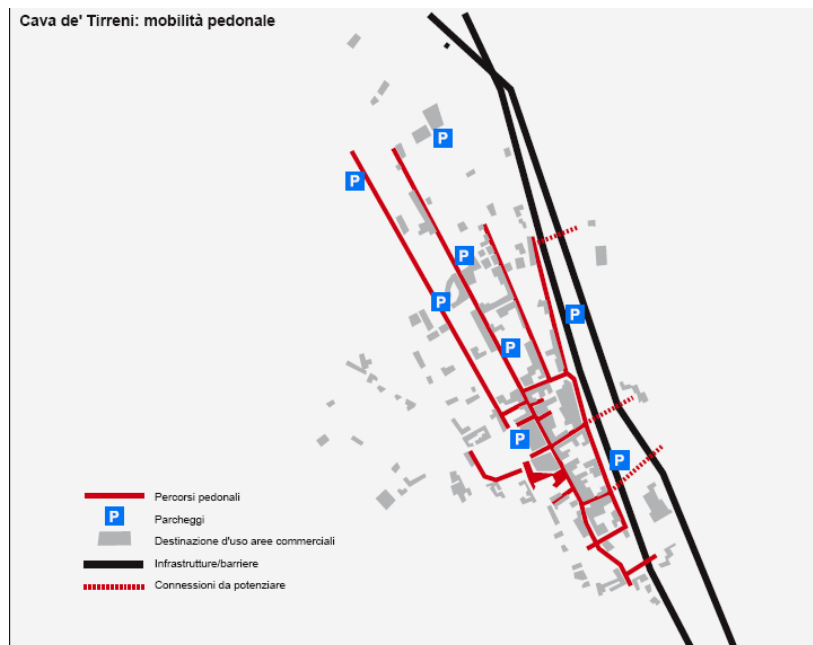 Cava de' Tirreni: mobilità pedonale
P
P
P
P
P
P
P
P
Percorsi pedonali
P
Parcheggi
Destinazione d'uso aree commerciali
Infrastrutture/barriere
Connessioni da potenziare